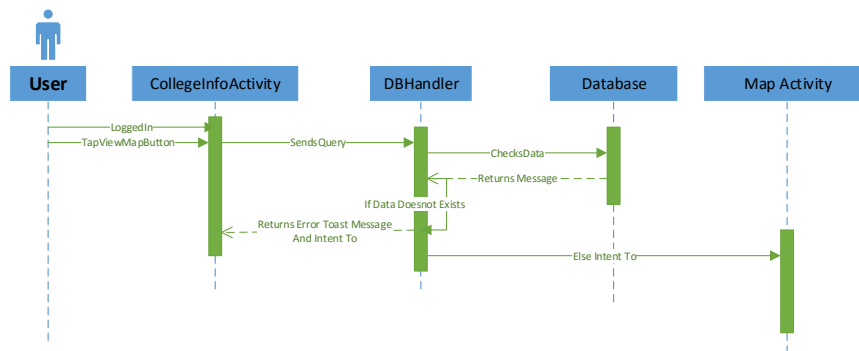 User
CollegeInfoActivity
DBHandler
Database
Map Activity
LoggedIn
TapViewMapButton
SendsQuery
ChecksData
Returns Message
If Data Doesnot Exists
Returns Error Toast Message
And Intent To
Else Intent To